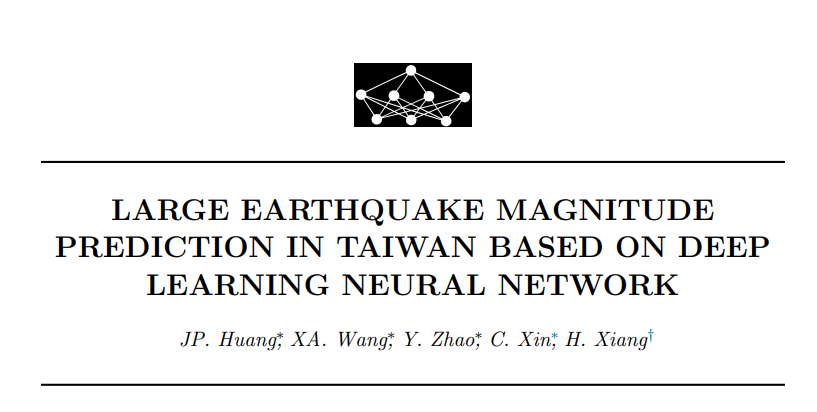 LARGE EARTHQUAKE MAGNITUDE
PREDICTION IN TAIWAN BASED ON DEEP
LEARNING NEURAL NETWORK
JP. Huang*, XA. Wang*, Y. Zhao*, C. Xin*, H. Xiang†